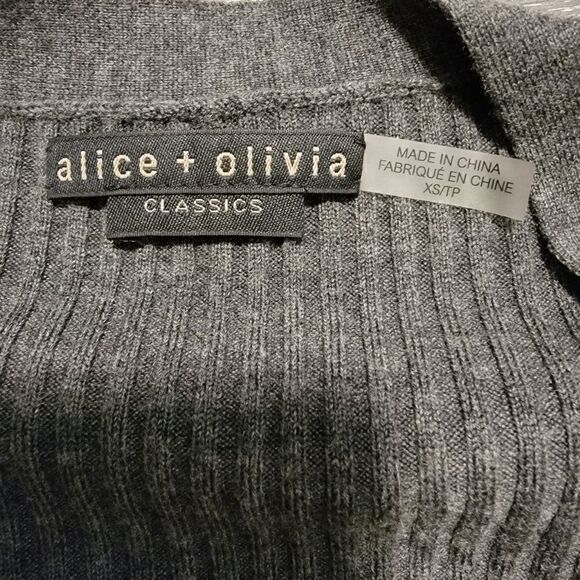 alice + olivia
CLASSICS
MADE IN CHINA
FABRIQUÉ EN CHINE
XS/TP